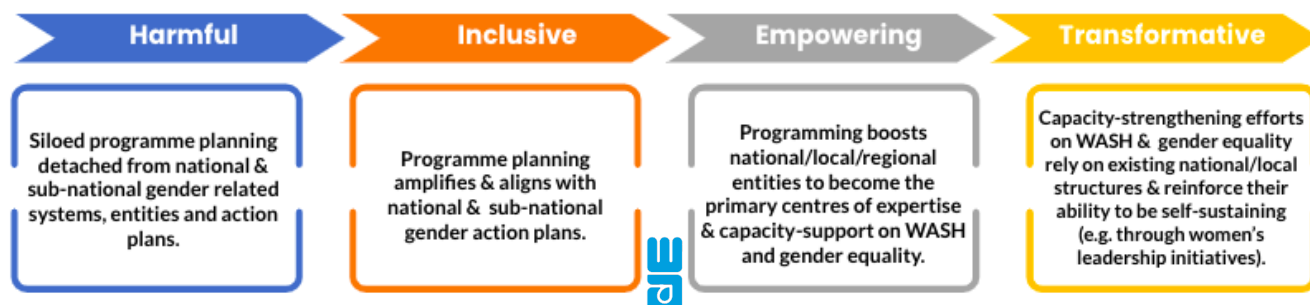 Harmful
Inclusive
Empowering
Transformative
Siloed programme planning
detached from national &
sub-national gender related
systems, entities and action
plans.
Programme planning
amplifies & aligns with
national & sub-national
gender action plans.
Programming boosts
national/local/regional
entities to become the
primary centres of expertise
& capacity-support on WASH
and gender equality.
Capacity-strengthening efforts
on WASH & gender equality
rely on existing national/local
structures & reinforce their
ability to be self-sustaining
(e.g. through women's
leadership initiatives).